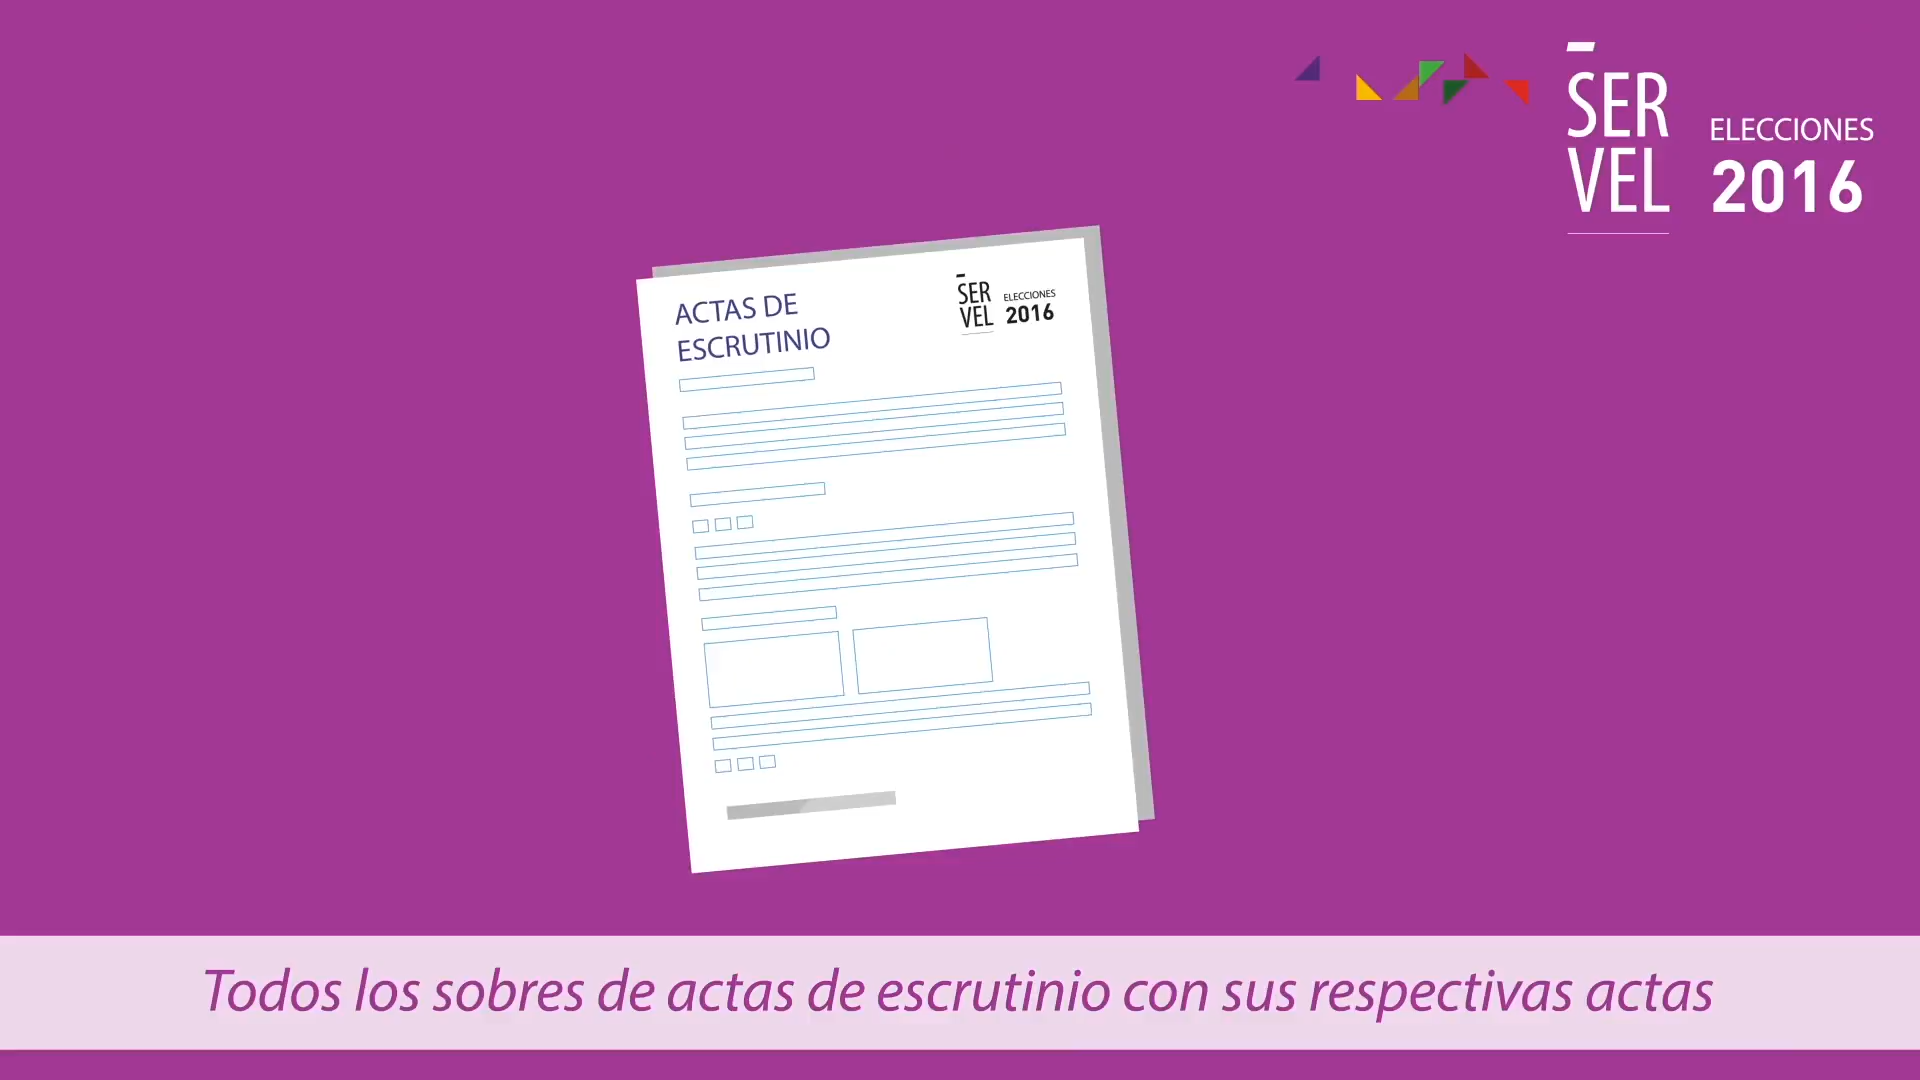 SER
VEL
ELECCIONES
2016
ACTAS DE
ESCRUTINIO
SER
VEL
ELECCIONES
2016
Todos los sobres de actas de escrutinio con sus respectivas actas